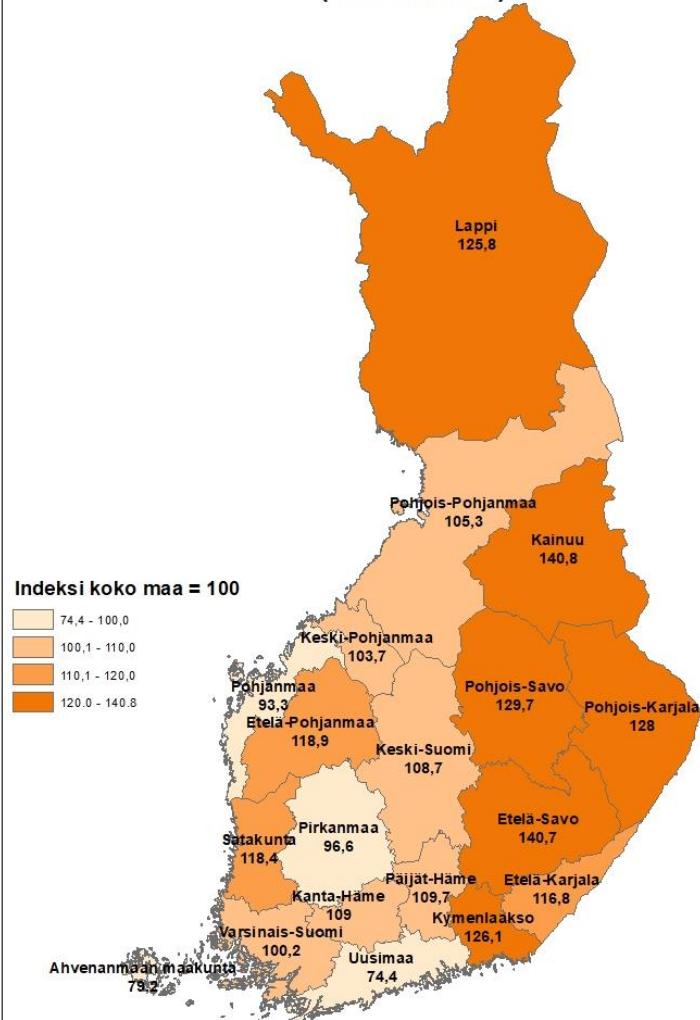 Lappi
125,8
Pohjois-Pohjanmaa
105,3
Kainuu
140,8
Indeksi koko maa = 100
74,4 - 100,0
100,1 - 110,0
110,1 - 120,0
120,0 - 140,8
Keski-Pohjanmaa
103,7
Pohjanmaa
93,3
Etelä-Pohjanmaa
118,9
Pohjois-Savo
129,7
Pohjois-Karjala
128
Keski-Suomi
108,7
Pirkanmaa
96,6
Satakunta
118,4
Etelä-Savo
140,7
Päijät-Häme
109,7
Etelä-Karjala
116,8
Kanta-Häme
109
Kymenlaakso
126,1
Varsinais-Suomi
100,2
Uusimaa
74,4
Ahvenanmaan maakunta
79,2